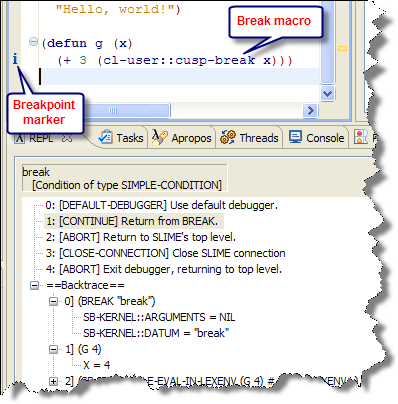 "Hello, world!")
Break macro
(defun g (x)
(+ 3 (cl-user::cusp-break x)))
i
Breakpoint
marker
REPL Tasks Apropos Threads Console
break
[Condition of type SIMPLE-CONDITION]
0: [DEFAULT-DEBUGGER] Use default debugger.
1: [CONTINUE] Return from BREAK.
2: [ABORT] Return to SLIME's top level.
3: [CLOSE-CONNECTION] Close SLIME connection
4: [ABORT] Exit debugger, returning to top level.
==Backtrace==
0] (BREAK "break")
SB-KERNEL::ARGUMENTS = NIL
SB-KERNEL::DATUM = "break"
1] (G 4)
X = 4
2]